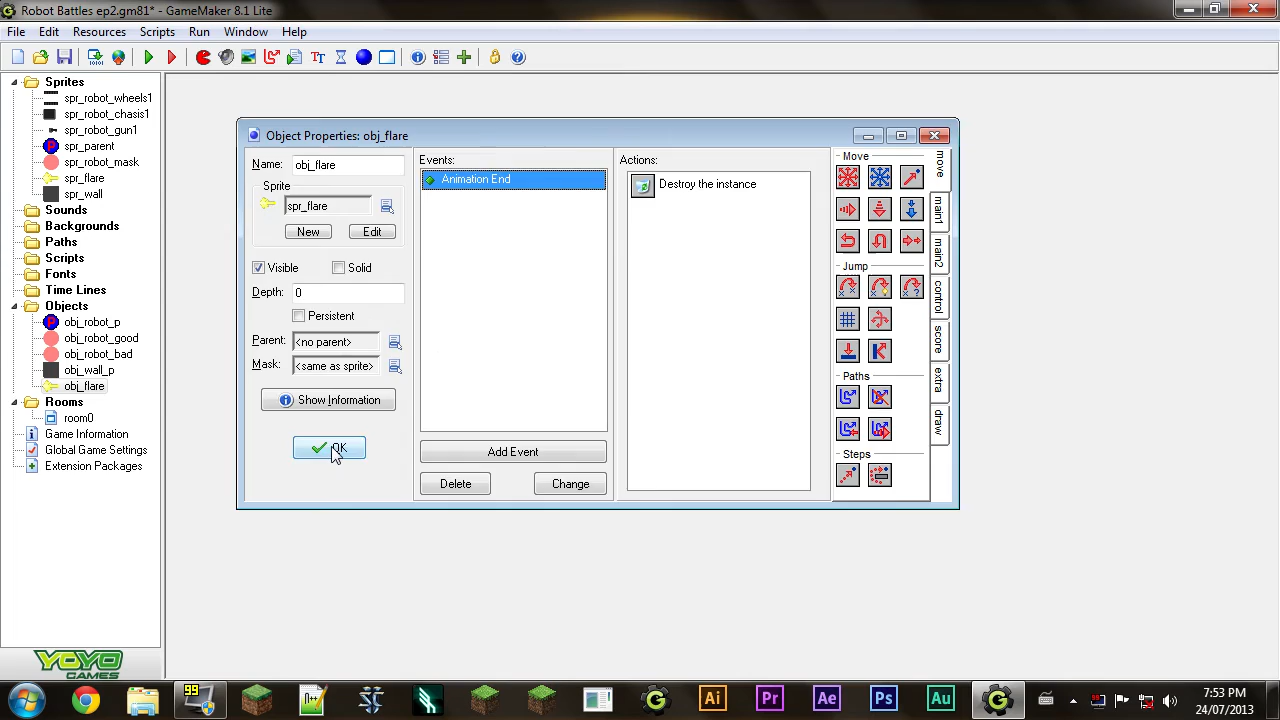 Robot Battles ep2.gm81* - GameMaker 8.1 Lite
File Edit Resources Scripts Run Window Help
Sprites
spr_robot_wheels1
spr_robot_chasis1
spr_robot_gun1
spr_parent
spr_robot_mask
spr_flare
spr_wall
Sounds
Backgrounds
Paths
Scripts
Fonts
Time Lines
Objects
obj_robot_p
obj_robot_good
obj_robot_bad
obj_wall_p
obj_flare
Rooms
room0
Game Information
Global Game Settings
Extension Packages
YOYO
GAMES
Object Properties: obj_flare
Name: obj_flare
Sprite
spr_flare
New Edit
Visible Solid
Depth: 0
Persistent
Parent: <no parent>
Mask: <same as sprite>
Show Information
OK
Events:
Animation End
Add Event
Delete Change
Actions:
Destroy the instance
Move
Jump
Paths
Steps
move
main1
main2
control
score
extra
draw
99
Ai Pr Ae Ps Au
7:53 PM
24/07/2013